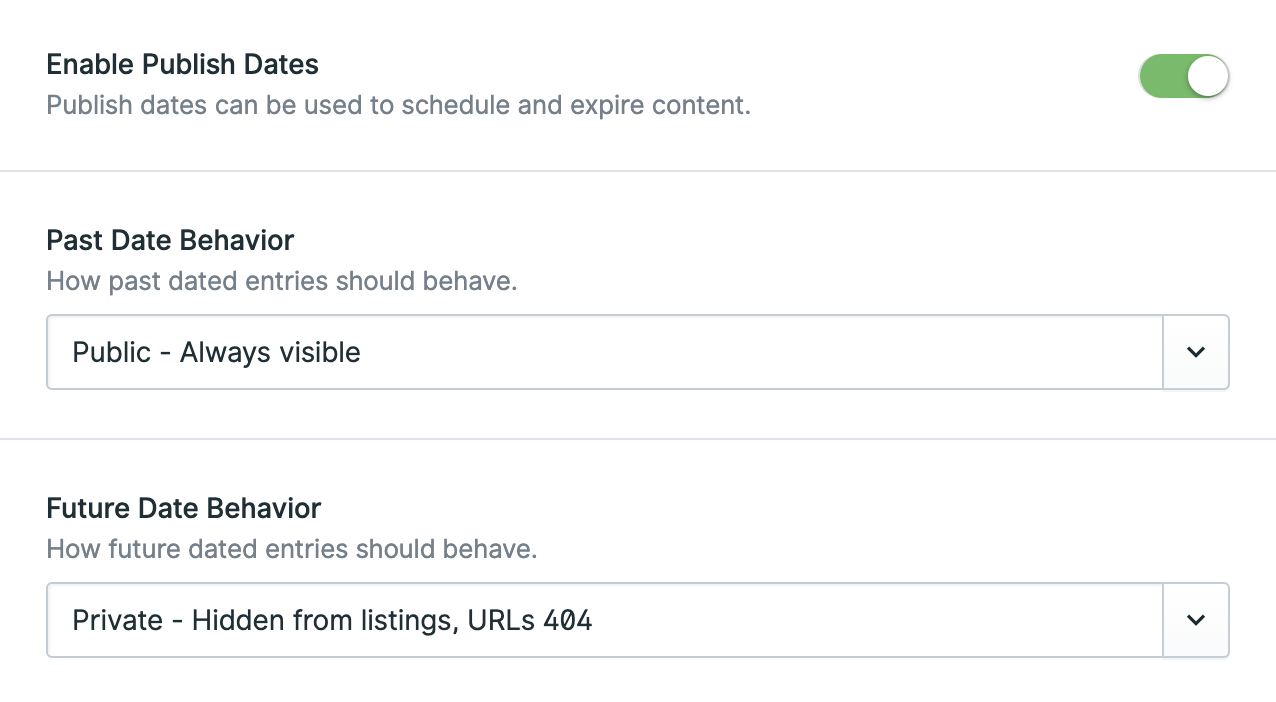 Enable Publish Dates
Publish dates can be used to schedule and expire content.
Past Date Behavior
How past dated entries should behave.
Public - Always visible
Future Date Behavior
How future dated entries should behave.
Private - Hidden from listings, URLs 404